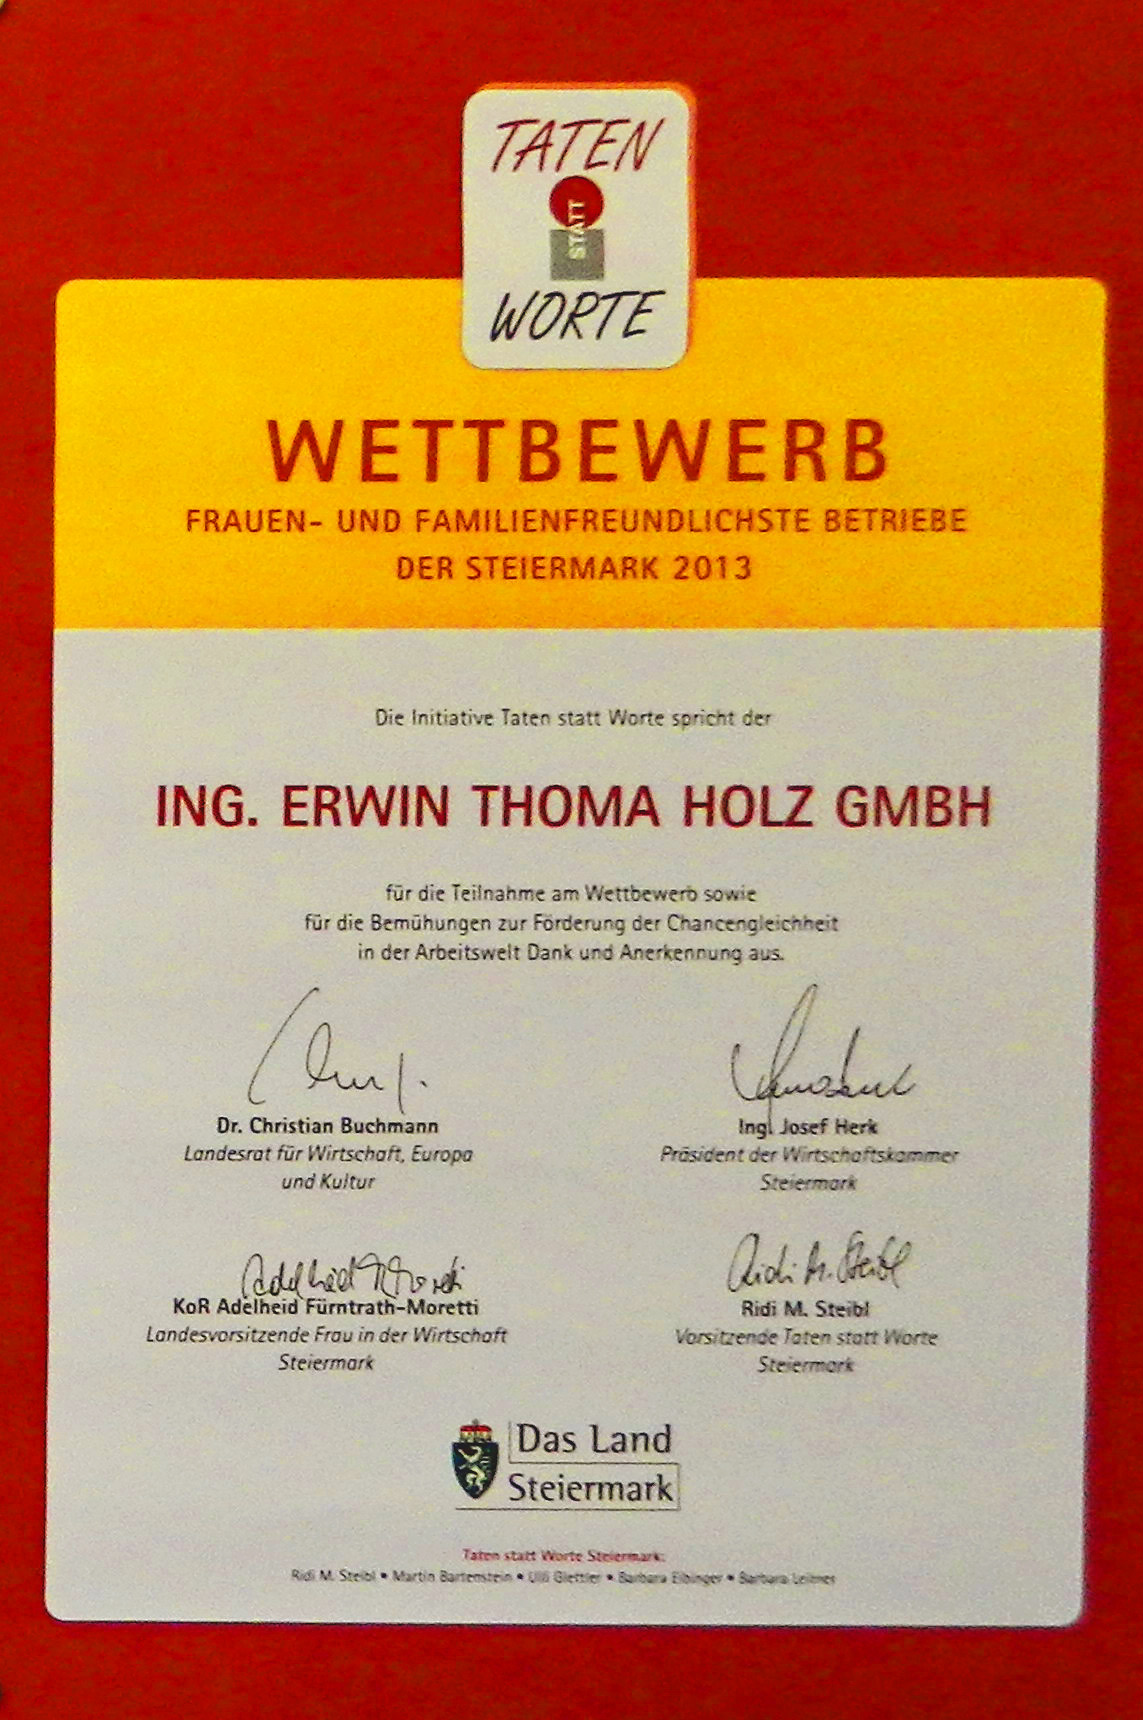 TATEN
STATT
WORTE
WETTBEWERB
FRAUEN- UND FAMILIENFREUNDLICHSTE BETRIEBE
DER STEIERMARK 2013
Die Initiative Taten statt Worte spricht der
ING. ERWIN THOMA HOLZ GMBH
für die Teilnahme am Wettbewerb sowie
für die Bemühungen zur Förderung der Chancengleichheit
in der Arbeitswelt Dank und Anerkennung aus.
Dr. Christian Buchmann
Landesrat für Wirtschaft, Europa
und Kultur
Ing. Josef Herk
Präsident der Wirtschaftskammer
Steiermark
Adelheid Moretti
KoR Adelheid Fürntrath-Moretti
Landesvorsitzende Frau in der Wirtschaft
Steiermark
Ridi M. Steibl
Ridi M. Steibl
Vorsitzende Taten statt Worte
Steiermark
Das Land
Steiermark
Taten statt Worte Steiermark:
Ridi M. Steibl • Martin Bartenstein • Ulli Glettler • Barbara Eibinger • Barbara Leitner